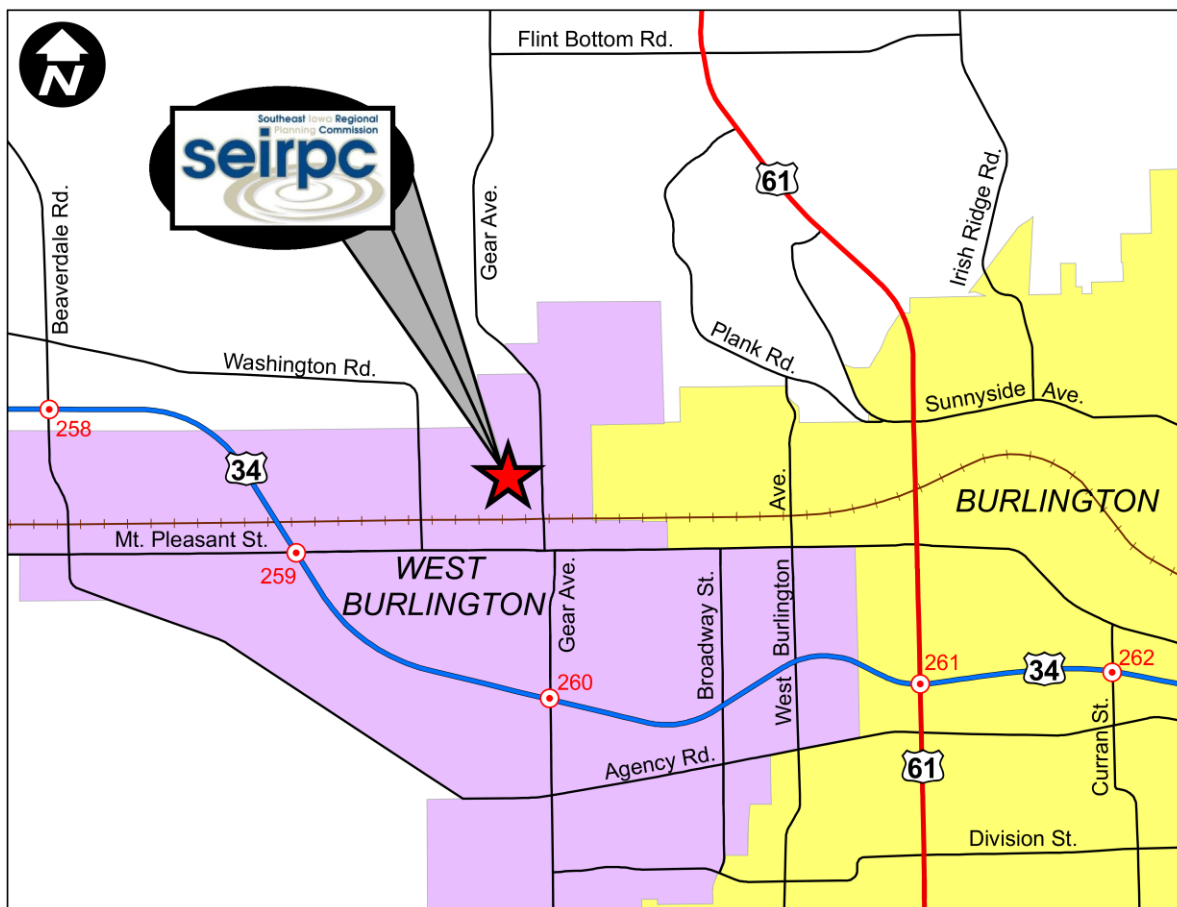 N
Flint Bottom Rd.
Southeast Iowa Regional
Planning Commission
seirpc
61
Irish Ridge Rd.
Gear Ave.
Beaverdale Rd.
Plank Rd.
Washington Rd.
Sunnyside Ave.
258
34
BURLINGTON
Mt. Pleasant St.
259
WEST
BURLINGTON
Gear Ave.
Broadway St.
West Burlington Ave.
260
261
34
262
Agency Rd.
61
Curran St.
Division St.